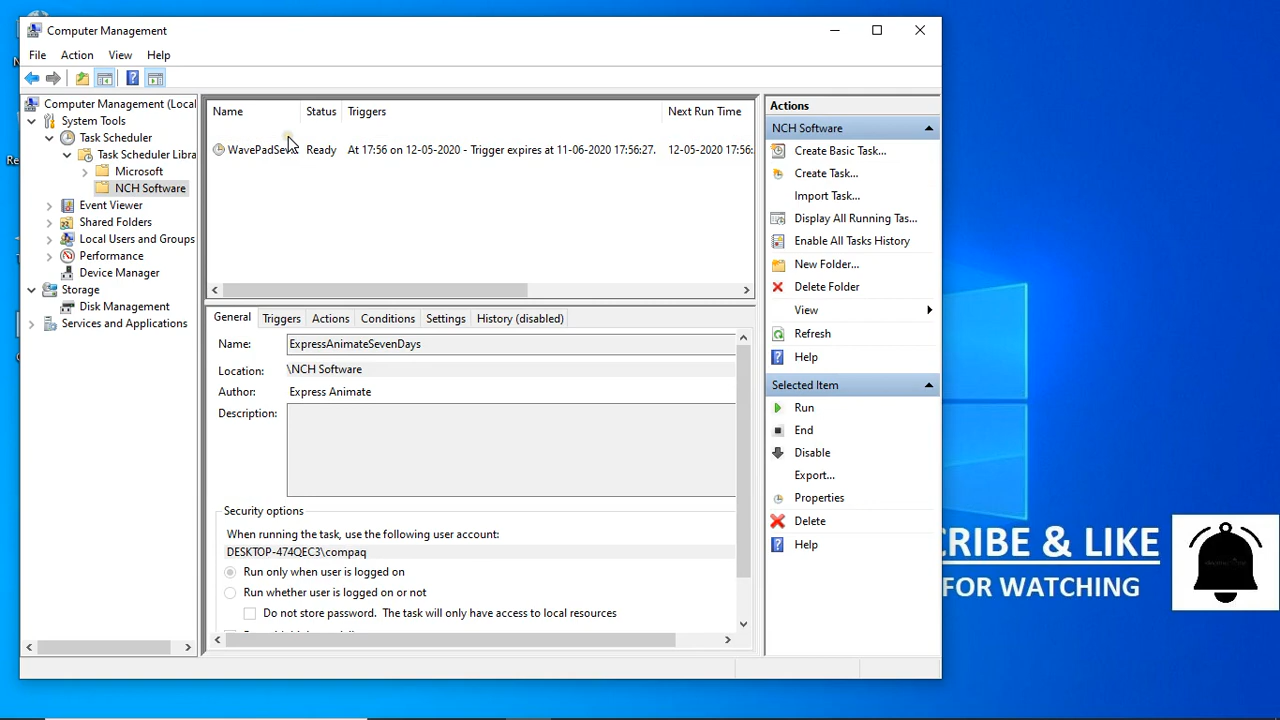 Computer Management
File Action View Help
Computer Management (Local
System Tools
Task Scheduler
Task Scheduler Libra
Microsoft
NCH Software
Event Viewer
Shared Folders
Local Users and Groups
Performance
Device Manager
Storage
Disk Management
Services and Applications
Name Status Triggers Next Run Time
WavePadSeve Ready At 17:56 on 12-05-2020 - Trigger expires at 11-06-2020 17:56:27. 12-05-2020 17:56:
General Triggers Actions Conditions Settings History (disabled)
Name: ExpressAnimateSevenDays
Location: \NCH Software
Author: Express Animate
Description:
Security options
When running the task, use the following user account:
DESKTOP-474QEC3\compaq
Run only when user is logged on
Run whether user is logged on or not
Do not store password. The task will only have access to local resources
Actions
NCH Software
Create Basic Task...
Create Task...
Import Task...
Display All Running Tas...
Enable All Tasks History
New Folder...
Delete Folder
View
Refresh
Help
Selected Item
Run
End
Disable
Export...
Properties
Delete
Help
CRIBE & LIKE
FOR WATCHING